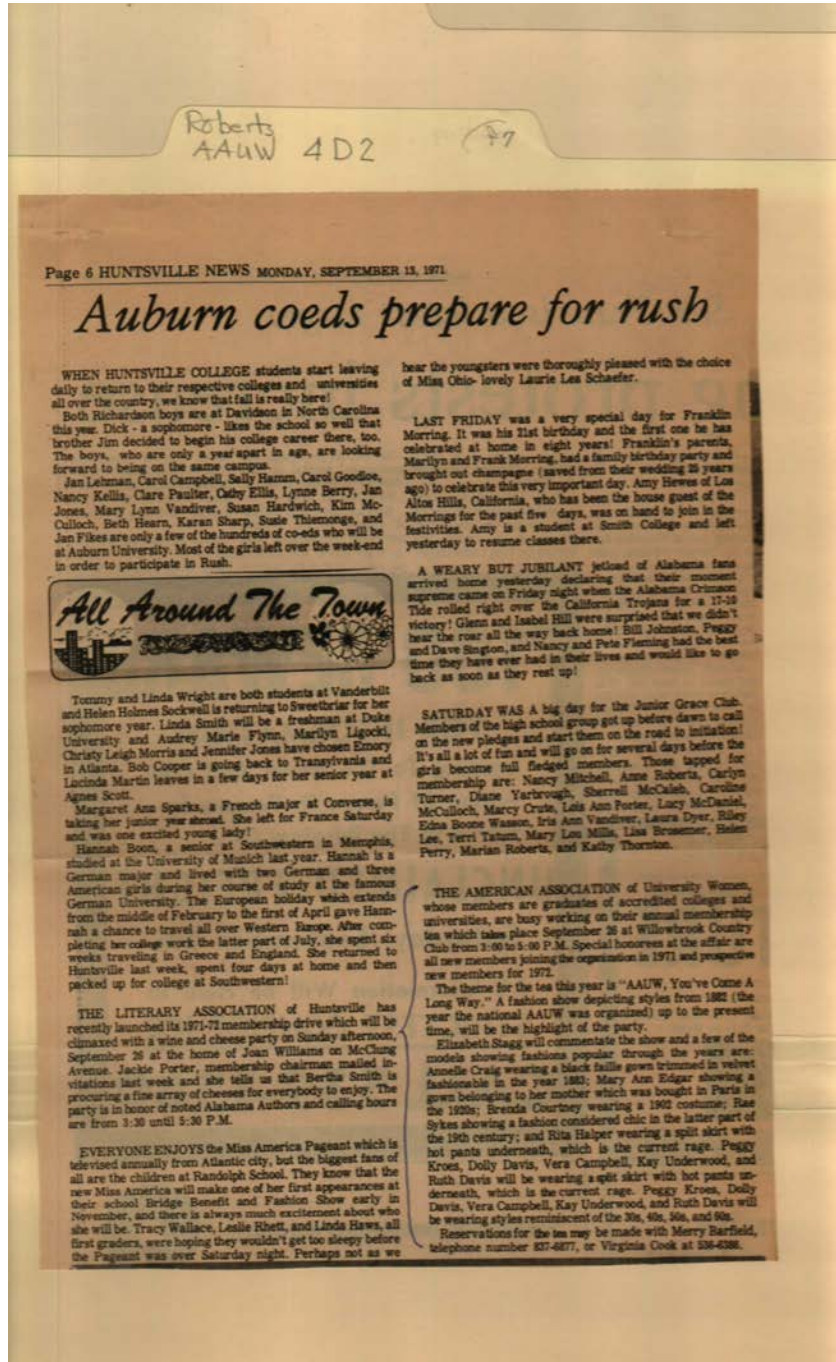 Roberts
AAUW 4D2
P7
Page 6 HUNTSVILLE NEWS MONDAY, SEPTEMBER 13, 1971
Auburn coeds prepare for rush
WHEN HUNTSVILLE COLLEGE students start leaving
daily to return to their respective colleges and universities
all over the country, we know that fall is really here!
Both Richardson boys are at Davidson in North Carolina
this year. Dick - a sophomore - likes the school so well that
brother Jim decided to begin his college career there, too.
The boys, who are only a year apart in age, are looking
forward to being on the same campus.
Jan Lehman, Carol Campbell, Sally Hamm, Carol Goodloe,
Nancy Kellis, Clare Paulter, Cathy Ellis, Lynne Berry, Jan
Jones, Mary Lynn Vandiver, Susan Hardwich, Kim Mc-
Culloch, Beth Hearn, Karan Sharp, Susie Thiemonge, and
Jan Fikes are only a few of the hundreds of co-eds who will be
at Auburn University. Most of the girls left over the week-end
in order to participate in Rush.
All Around The Town
Tommy and Linda Wright are both students at Vanderbilt
and Helen Holmes Sockwell is returning to Sweetbriar for her
sophomore year. Linda Smith will be a freshman at Duke
University and Audrey Marie Flynn, Marilyn Ligocki,
Christy Leigh Morris and Jennifer Jones have chosen Emory
in Atlanta. Bob Cooper is going back to Transylvania and
Lucinda Martin leaves in a few days for her senior year at
Agnes Scott.
Margaret Ann Sparks, a French major at Converse, is
taking her junior year abroad. She left for France Saturday
and was one excited young lady!
Hannah Boon, a senior at Southwestern in Memphis,
studied at the University of Munich last year. Hannah is a
German major and lived with two German and three
American girls during her course of study at the famous
German University. The European holiday which extends
from the middle of February to the first of April gave Hann-
nah a chance to travel all over Western Europe. After com-
pleting her college work the latter part of July, she spent six
weeks traveling in Greece and England. She returned to
Huntsville last week, spent four days at home and then
packed up for college at Southwestern!
THE LITERARY ASSOCIATION of Huntsville has
recently launched its 1971-72 membership drive which will be
climaxed with a wine and cheese party on Sunday afternoon,
September 26 at the home of Joan Williams on McClung
Avenue. Jackie Porter, membership chairman mailed in-
vitations last week and she tells us that Bertha Smith is
procuring a fine array of cheeses for everybody to enjoy. The
party is in honor of noted Alabama Authors and calling hours
are from 3:30 until 5:30 P.M.
EVERYONE ENJOYS the Miss America Pageant which is
televised annually from Atlantic city, but the biggest fans of
all are the children at Randolph School. They know that the
new Miss America will make one of her first appearances at
their school Bridge Benefit and Fashion Show early in
November, and there is always much excitement about who
she will be. Tracy Wallace, Leslie Rhett, and Linda Haws, all
first graders, were hoping they wouldn't get too sleepy before
the Pageant was over Saturday night. Perhaps not as we
hear the youngsters were thoroughly pleased with the choice
of Miss Ohio- lovely Laurie Lea Schaefer.
LAST FRIDAY was a very special day for Franklin
Morring. It was his 21st birthday and the first one he has
celebrated at home in eight years! Franklin's parents,
Marilyn and Frank Morring, had a family birthday party and
brought out champagne (saved from their wedding 25 years
ago) to celebrate this very important day. Amy Hewes of Los
Altos Hills, California, who has been the house guest of the
Morrings for the past five days, was on hand to join in the
festivities. Amy is a student at Smith College and left
yesterday to resume classes there.
A WEARY BUT JUBILANT jetload of Alabama fans
arrived home yesterday declaring that their moment
supreme came on Friday night when the Alabama Crimson
Tide rolled right over the California Trojans for a 17-10
victory! Glenn and Isabel Hill were surprised that we didn't
hear the roar all the way back home! Bill Johnston, Peggy
and Dave Sington, and Nancy and Pete Fleming had the best
time they have ever had in their lives and would like to go
back as soon as they rest up!
SATURDAY WAS A big day for the Junior Grace Club.
Members of the high school group got up before dawn to call
on the new pledges and start them on the road to initiation!
It's all a lot of fun and will go on for several days before the
girls become full fledged members. Those tapped for
membership are: Nancy Mitchell, Anne Roberts, Carlyn
Turner, Diane Yarbrough, Sherrell McCaleb, Caroline
McCulloch, Marcy Crute, Lois Ann Porter, Lucy McDaniel,
Edna Boone Wasson, Iris Ann Vandiver, Laura Dyer, Riley
Lee, Terri Tatum, Mary Lou Mills, Lisa Brosemer, Helen
Perry, Marian Roberts, and Kathy Thornton.
THE AMERICAN ASSOCIATION of University Women,
whose members are graduates of accredited colleges and
universities, are busy working on their annual membership
tea which takes place September 26 at Willowbrook Country
Club from 3:00 to 5:00 P.M. Special honorees at the affair are
all new members joining the organization in 1971 and prospective
new members for 1972.
The theme for the tea this year is "AAUW, You've Come A
Long Way." A fashion show depicting styles from 1882 (the
year the national AAUW was organized) up to the present
time, will be the highlight of the party.
Elizabeth Stagg will commentate the show and a few of the
models showing fashions popular through the years are:
Annelle Craig wearing a black faille gown trimmed in velvet
fashionable in the year 1883; Mary Ann Edgar showing a
gown belonging to her mother which was bought in Paris in
the 1920s; Brenda Courtney wearing a 1902 costume; Rae
Sykes showing a fashion considered chic in the latter part of
the 19th century; and Rita Halper wearing a split skirt with
hot pants underneath, which is the current rage. Peggy
Kroes, Dolly Davis, Vera Campbell, Kay Underwood, and
Ruth Davis will be wearing a split skirt with hot pants un-
derneath, which is the current rage. Peggy Kroes, Dolly
Davis, Vera Campbell, Kay Underwood, and Ruth Davis will
be wearing styles reminiscent of the 30s, 40s, 50s, and 60s.
Reservations for the tea may be made with Merry Barfield,
telephone number 837-6877, or Virginia Cook at 536-6388.